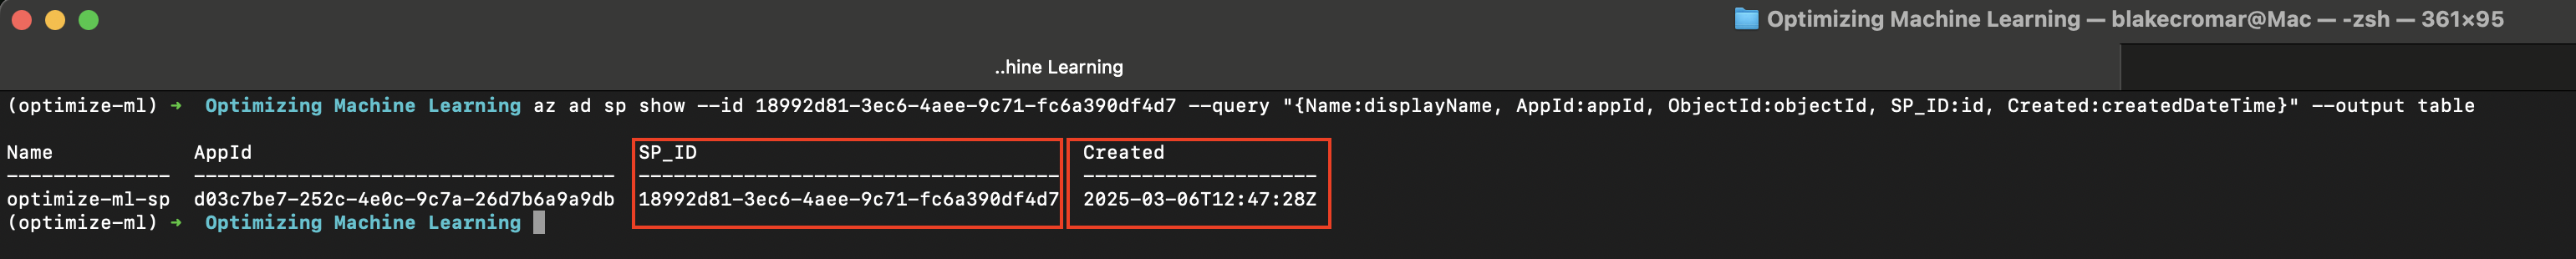 Optimizing Machine Learning — blakecromar@Mac — -zsh — 361×95
..hine Learning
(optimize-ml) ➜ Optimizing Machine Learning az ad sp show --id 18992d81-3ec6-4aee-9c71-fc6a390df4d7 --query "{Name:displayName, AppId:appId, ObjectId:objectId, SP_ID:id, Created:createdDateTime}" --output table
Name AppId SP_ID Created
-------------- ------------------------------------ ------------------------------------ --------------------
optimize-ml-sp d03c7be7-252c-4e0c-9c7a-26d7b6a9a9db 18992d81-3ec6-4aee-9c71-fc6a390df4d7 2025-03-06T12:47:28Z
(optimize-ml) ➜ Optimizing Machine Learning